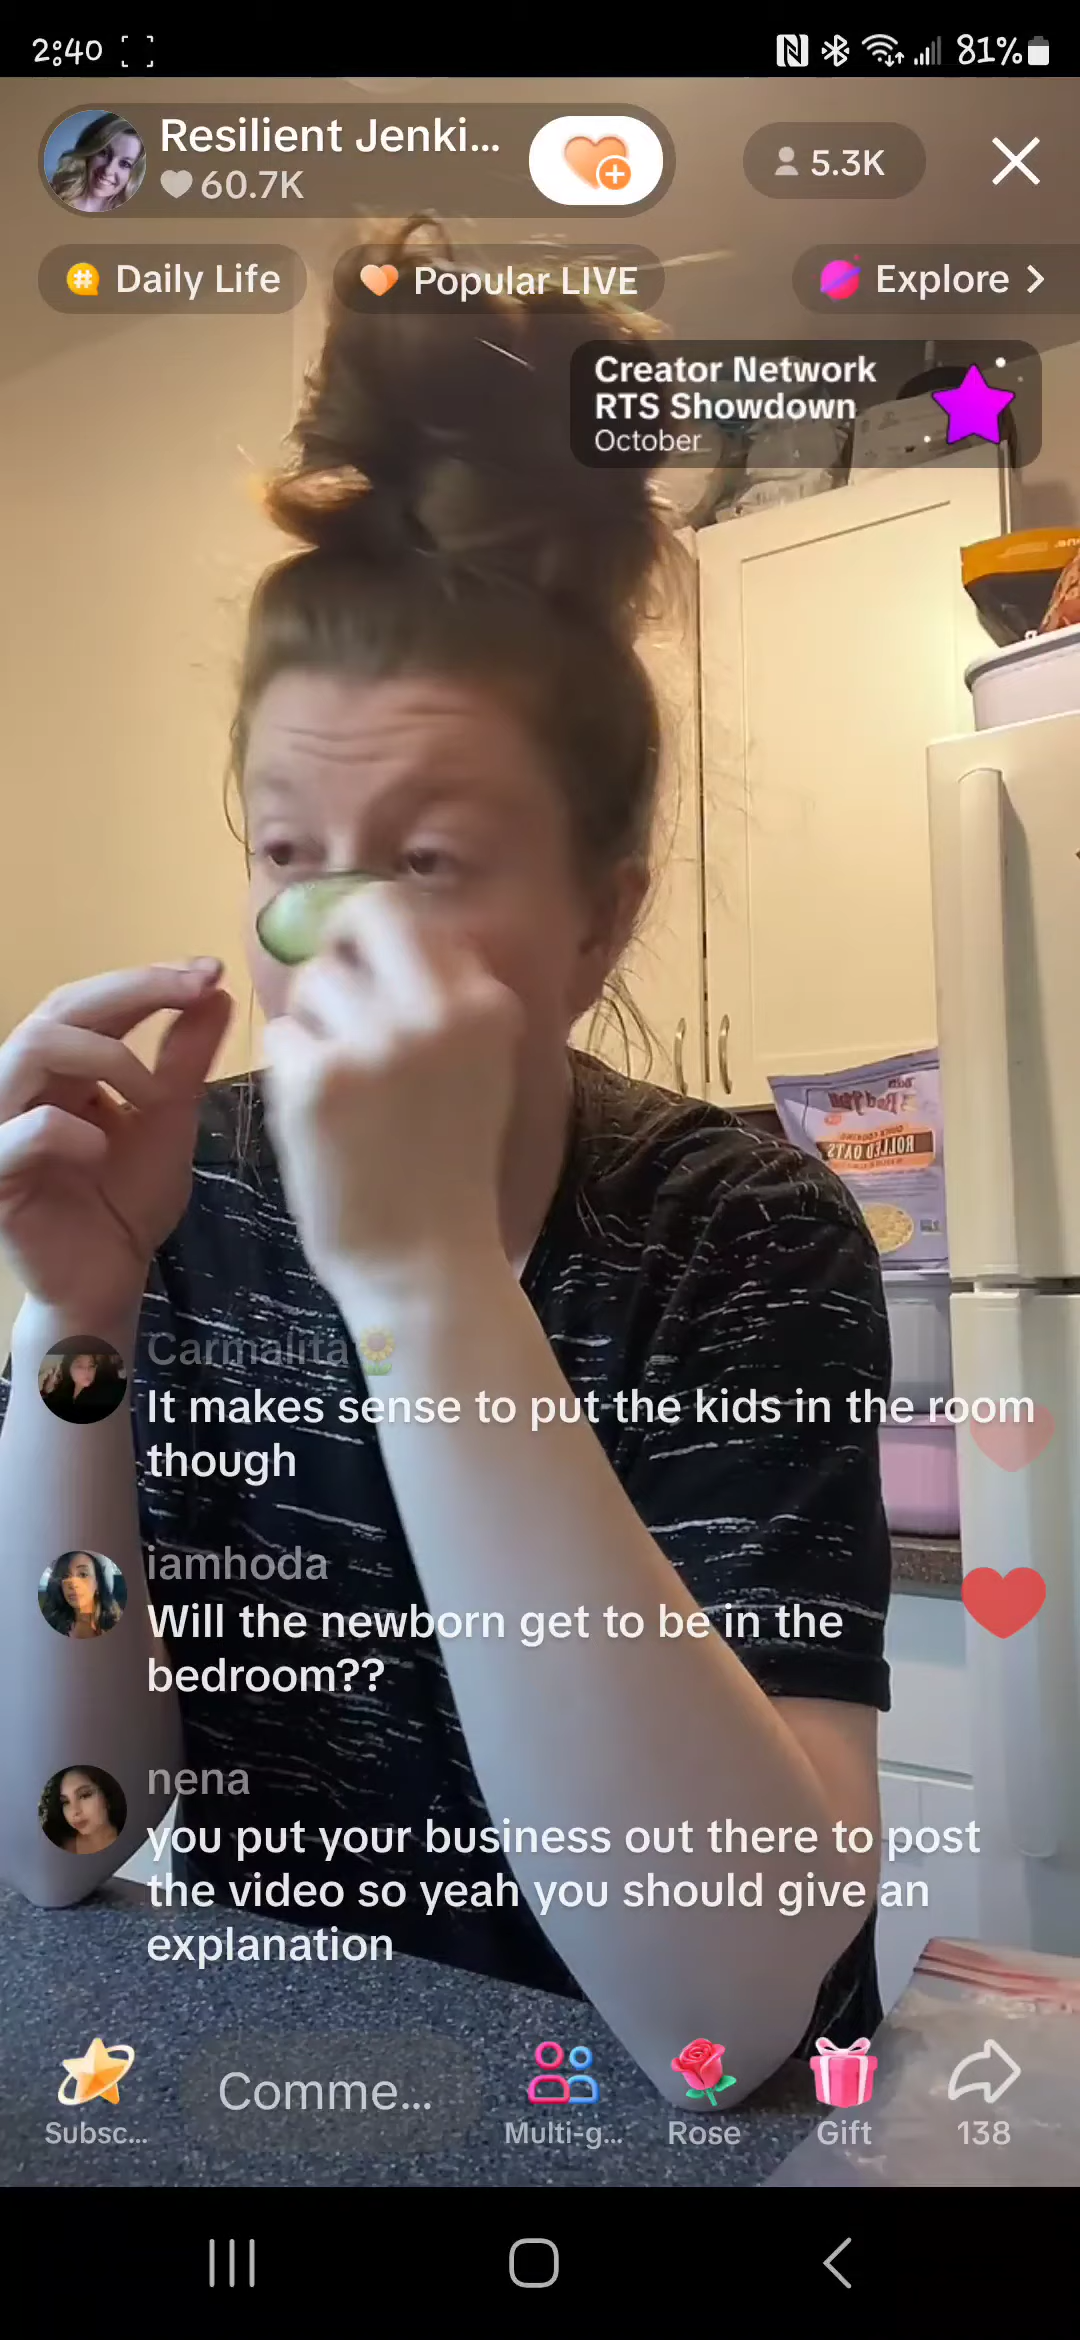 2:40
81%
Resilient Jenki...
60.7K
5.3K
Daily Life
Popular LIVE
Explore >
Creator Network
RTS Showdown
October
ROLLED OATS
Carmalita🌻
It makes sense to put the kids in the room
though
iamhoda
Will the newborn get to be in the
bedroom??
nena
you put your business out there to post
the video so yeah you should give an
explanation
Subsc...
Comme...
Multi-g...
Rose
Gift
138